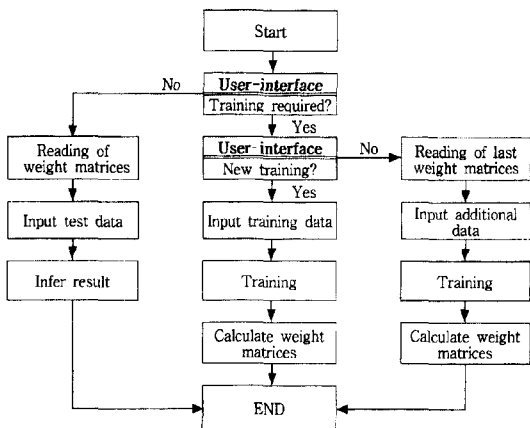 Start
User-interface
No
Training required?
Yes
Reading of
weight matrices
User-interface
New training?
No
Reading of last
weight matrices
Yes
Input test data
Input training data
Input additional
data
Infer result
Training
Training
Calculate weight
matrices
Calculate weight
matrices
END